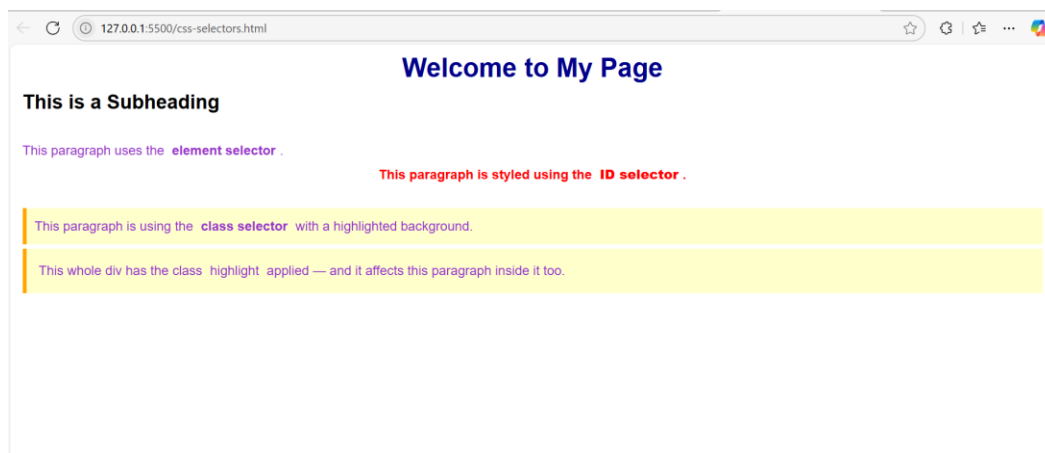 127.0.0.1:5500/css-selectors.html
Welcome to My Page
This is a Subheading
This paragraph uses the element selector .
This paragraph is styled using the ID selector .
This paragraph is using the class selector with a highlighted background.
This whole div has the class highlight applied — and it affects this paragraph inside it too.